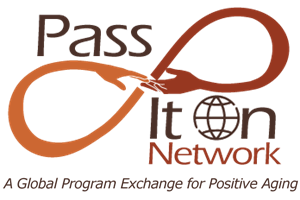 Pass
It On
Network
A Global Program Exchange for Positive Aging